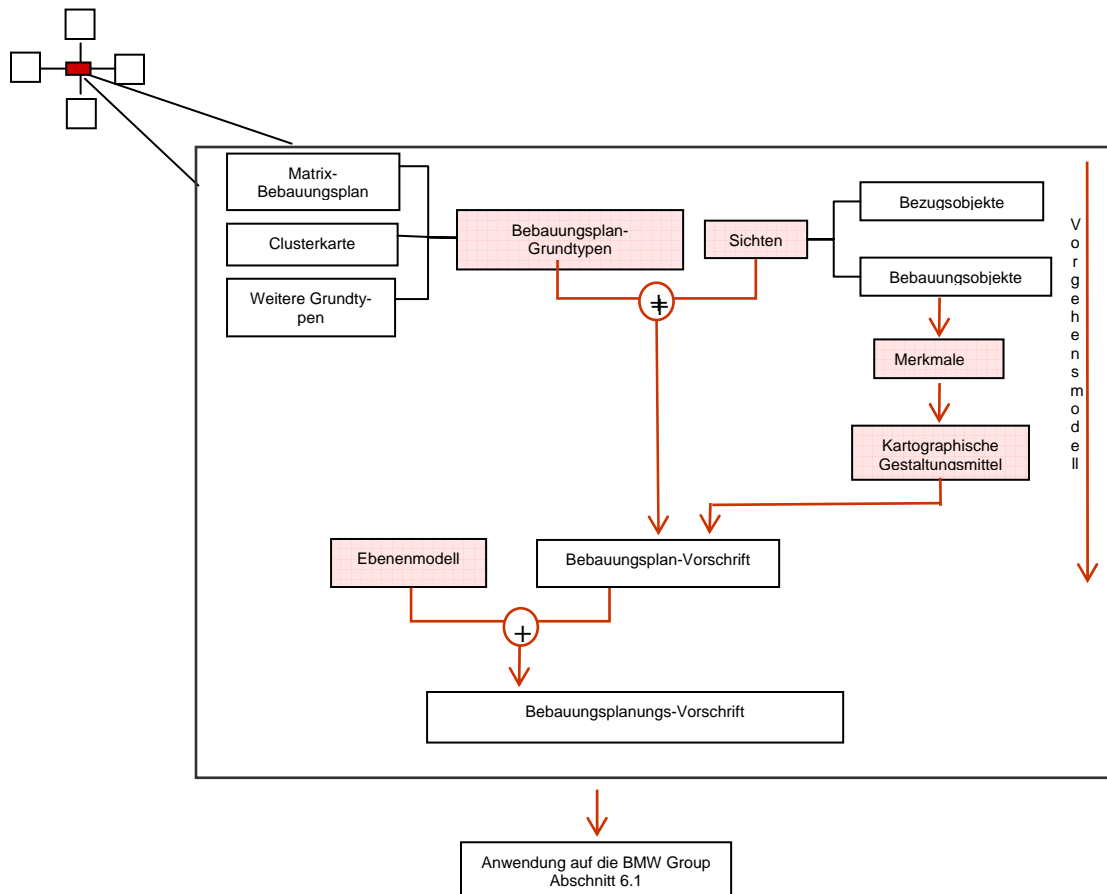 Matrix-
Bebauungsplan
Clusterkarte
Weitere Grundty-
pen
Bebauungsplan-
Grundtypen
Sichten
Bezugsobjekte
Bebauungsobjekte
Merkmale
Kartographische
Gestaltungsmittel
Vorgehensmodell
+
Ebenenmodell
Bebauungsplan-Vorschrift
+
Bebauungsplanungs-Vorschrift
Anwendung auf die BMW Group
Abschnitt 6.1